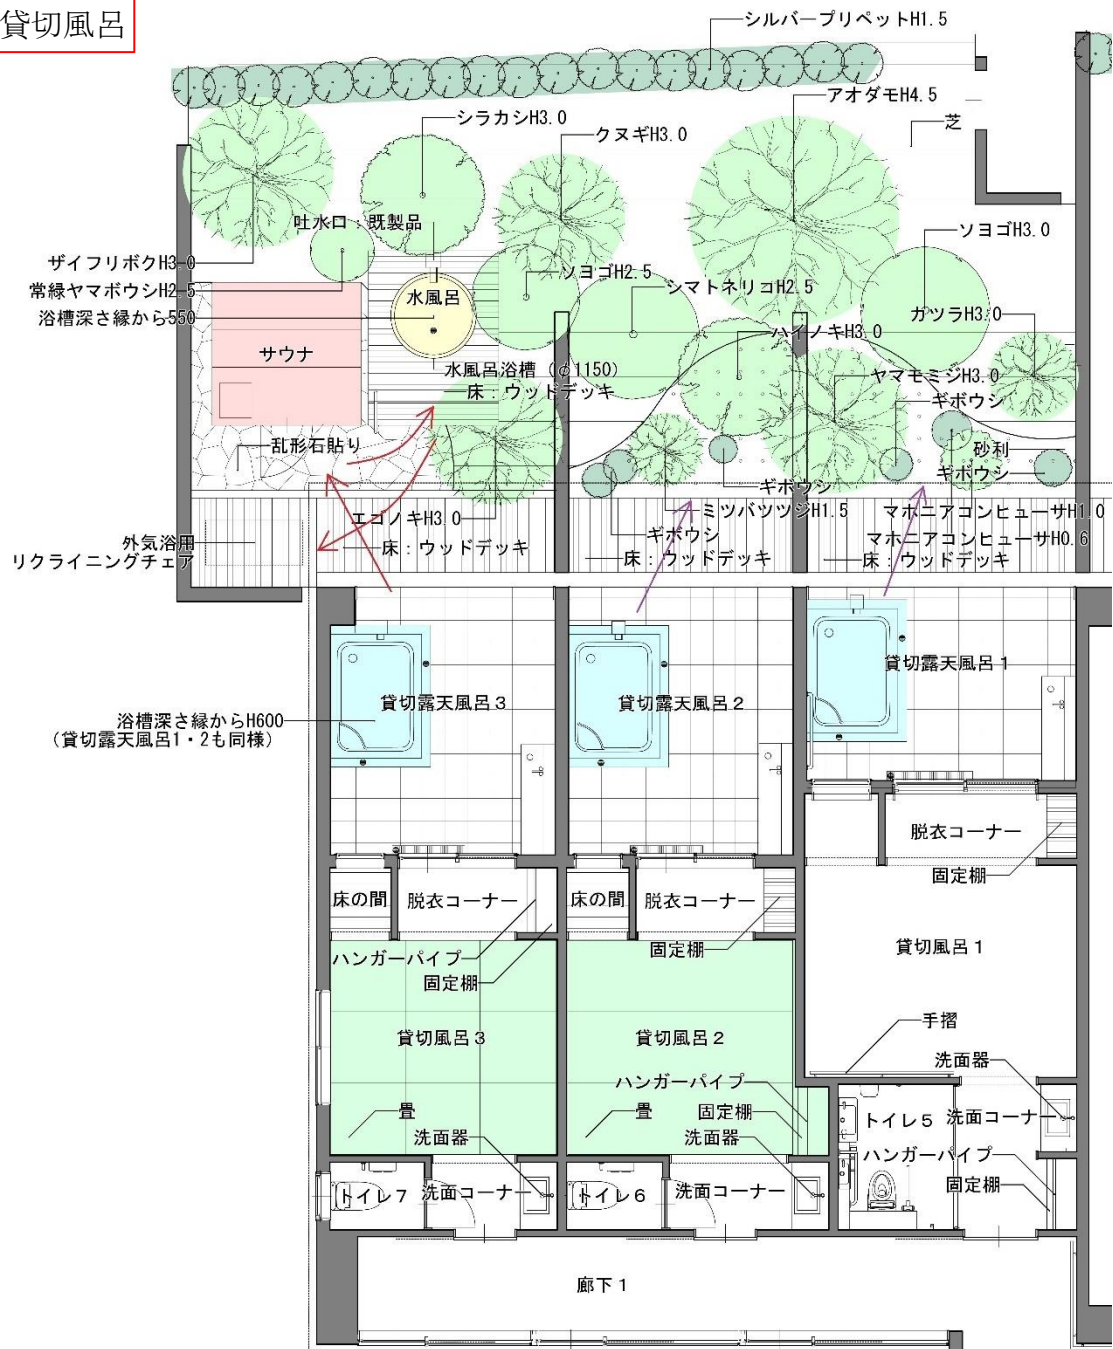 貸切風呂
シルバープリペットH1.5
アオダモH4.5
シラカシH3.0
クヌギH3.0
芝
吐水口：既製品
ソヨゴH3.0
ザイフリボクH3.0
ソヨゴH2.5
シマトネリコH2.5
常緑ヤマボウシH2.5
水風呂
浴槽深さ縁から550
カツラH3.0
ハイノキH3.0
サウナ
水風呂浴槽（φ1150）
ヤマモミジH3.0
床：ウッドデッキ
ギボウシ
乱形石貼り
砂利
ギボウシ
ギボウシ
エゴノキH3.0
ミツバツツジH1.5
マホニアコンヒューサH1.0
ギボウシ
外気浴用
リクライニングチェア
床：ウッドデッキ
マホニアコンヒューサH0.6
床：ウッドデッキ
床：ウッドデッキ
貸切露天風呂1
貸切露天風呂3
貸切露天風呂2
浴槽深さ縁からH600
（貸切露天風呂1・2も同様）
脱衣コーナー
固定棚
床の間
脱衣コーナー
床の間
脱衣コーナー
貸切風呂1
固定棚
ハンガーパイプ
固定棚
手摺
貸切風呂3
貸切風呂2
洗面器
ハンガーパイプ
畳
畳
固定棚
トイレ5
洗面コーナー
洗面器
洗面器
ハンガーパイプ
固定棚
トイレ7
洗面コーナー
トイレ6
洗面コーナー
廊下1